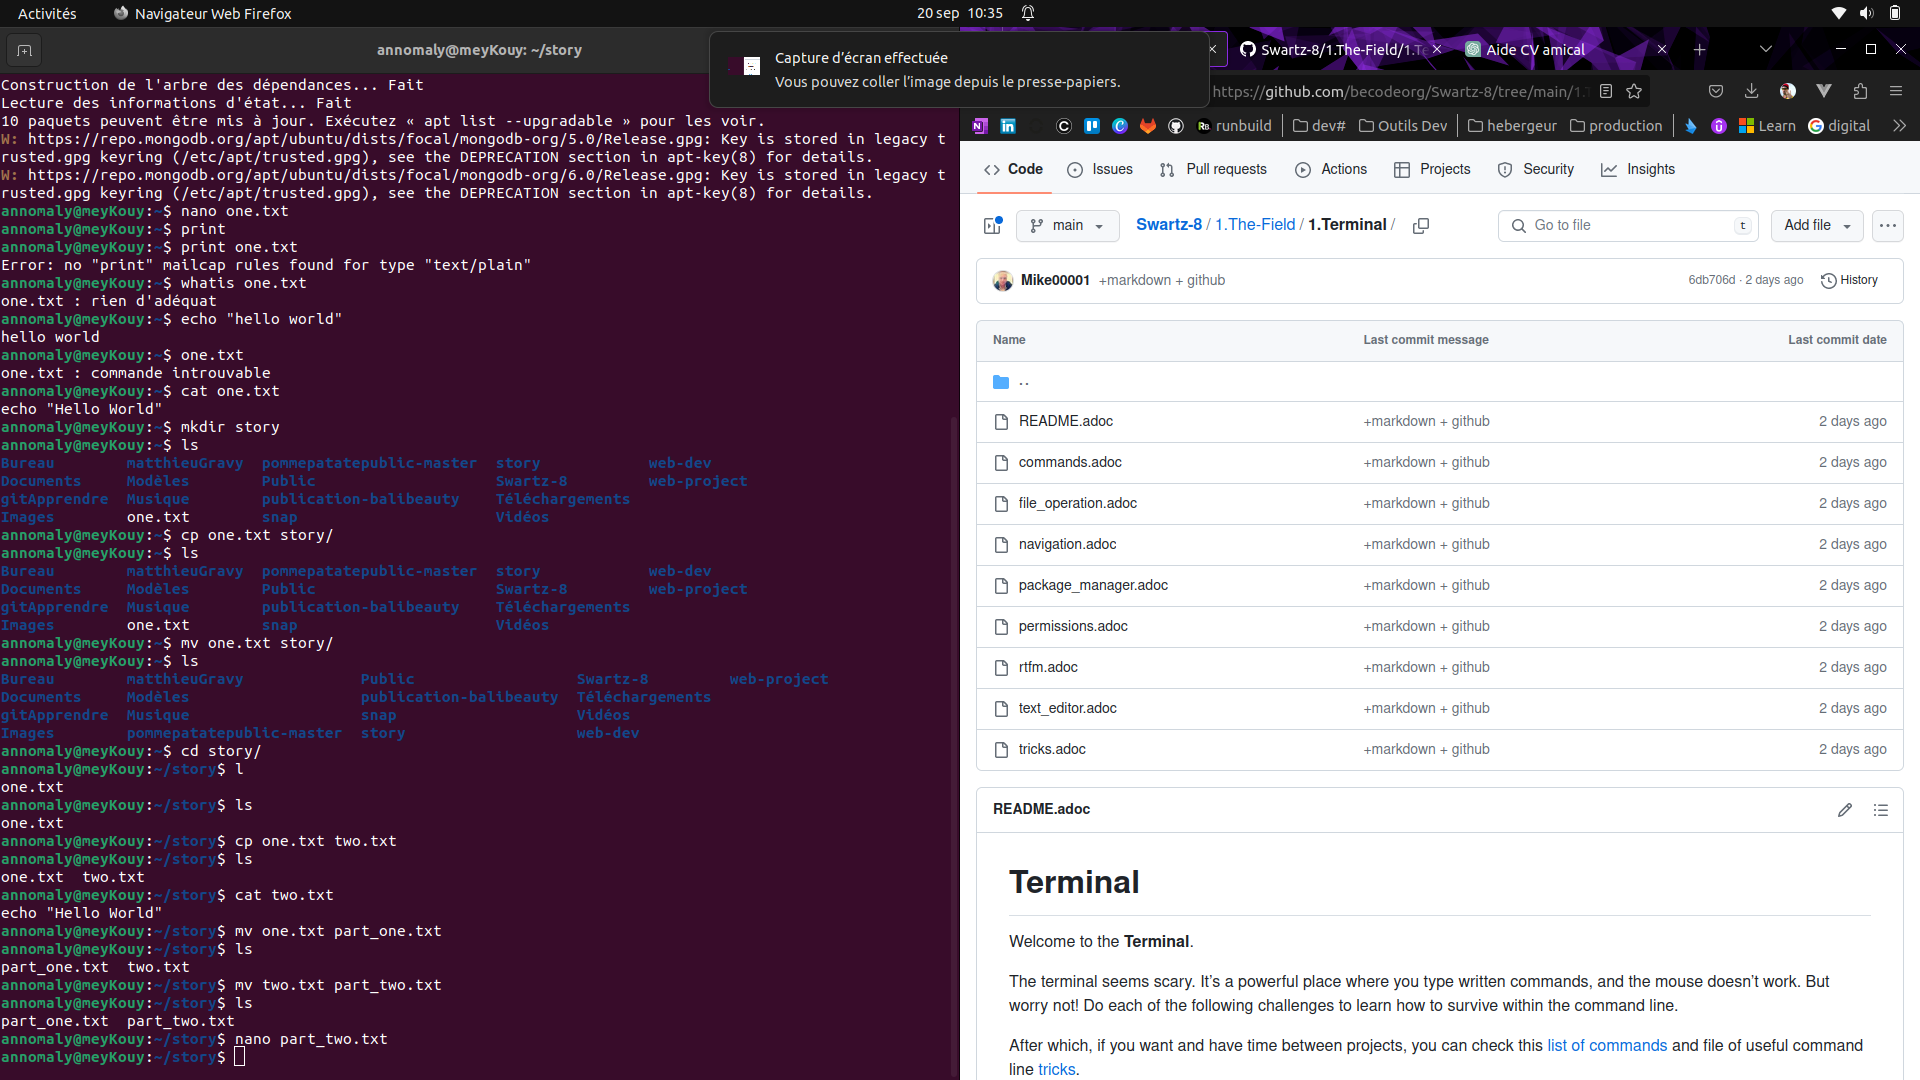 Activités
Navigateur Web Firefox
20 sep 10:35
annomaly@meyKouy: ~/story
Construction de l'arbre des dépendances... Fait
Lecture des informations d'état... Fait
10 paquets peuvent être mis à jour. Exécutez « apt list --upgradable » pour les voir.
W: https://repo.mongodb.org/apt/ubuntu/dists/focal/mongodb-org/5.0/Release.gpg: Key is stored in legacy t
rusted.gpg keyring (/etc/apt/trusted.gpg), see the DEPRECATION section in apt-key(8) for details.
W: https://repo.mongodb.org/apt/ubuntu/dists/focal/mongodb-org/6.0/Release.gpg: Key is stored in legacy t
rusted.gpg keyring (/etc/apt/trusted.gpg), see the DEPRECATION section in apt-key(8) for details.
annomaly@meyKouy:~$ nano one.txt
annomaly@meyKouy:~$ print
annomaly@meyKouy:~$ print one.txt
Error: no "print" mailcap rules found for type "text/plain"
annomaly@meyKouy:~$ whatis one.txt
one.txt : rien d'adéquat
annomaly@meyKouy:~$ echo "hello world"
hello world
annomaly@meyKouy:~$ one.txt
one.txt : commande introuvable
annomaly@meyKouy:~$ cat one.txt
echo "Hello World"
annomaly@meyKouy:~$ mkdir story
annomaly@meyKouy:~$ ls
Bureau matthieuGravy pommepatatepublic-master story web-dev
Documents Modèles Public Swartz-8 web-project
gitApprendre Musique publication-balibeauty Téléchargements
Images one.txt snap Vidéos
annomaly@meyKouy:~$ cp one.txt story/
annomaly@meyKouy:~$ ls
Bureau matthieuGravy pommepatatepublic-master story web-dev
Documents Modèles Public Swartz-8 web-project
gitApprendre Musique publication-balibeauty Téléchargements
Images one.txt snap Vidéos
annomaly@meyKouy:~$ mv one.txt story/
annomaly@meyKouy:~$ ls
Bureau matthieuGravy Public Swartz-8 web-project
Documents Modèles publication-balibeauty Téléchargements
gitApprendre Musique snap Vidéos
Images pommepatatepublic-master story web-dev
annomaly@meyKouy:~$ cd story/
annomaly@meyKouy:~/story$ l
one.txt
annomaly@meyKouy:~/story$ ls
one.txt
annomaly@meyKouy:~/story$ cp one.txt two.txt
annomaly@meyKouy:~/story$ ls
one.txt two.txt
annomaly@meyKouy:~/story$ cat two.txt
echo "Hello World"
annomaly@meyKouy:~/story$ mv one.txt part_one.txt
annomaly@meyKouy:~/story$ ls
part_one.txt two.txt
annomaly@meyKouy:~/story$ mv two.txt part_two.txt
annomaly@meyKouy:~/story$ ls
part_one.txt part_two.txt
annomaly@meyKouy:~/story$ nano part_two.txt
annomaly@meyKouy:~/story$
Capture d'écran effectuée
Vous pouvez coller l'image depuis le presse-papiers.
Swartz-8/1.The-Field/1.Te
Aide CV amical
https://github.com/becodeorg/Swartz-8/tree/main/1.T
runbuild dev# Outils Dev hebergeur production Learn digital
Code Issues Pull requests Actions Projects Security Insights
main Swartz-8 / 1.The-Field / 1.Terminal / Go to file t Add file
Mike00001 +markdown + github 6db706d · 2 days ago History
Name Last commit message Last commit date
..
README.adoc +markdown + github 2 days ago
commands.adoc +markdown + github 2 days ago
file_operation.adoc +markdown + github 2 days ago
navigation.adoc +markdown + github 2 days ago
package_manager.adoc +markdown + github 2 days ago
permissions.adoc +markdown + github 2 days ago
rtfm.adoc +markdown + github 2 days ago
text_editor.adoc +markdown + github 2 days ago
tricks.adoc +markdown + github 2 days ago
README.adoc
Terminal
Welcome to the Terminal.
The terminal seems scary. It's a powerful place where you type written commands, and the mouse doesn't work. But
worry not! Do each of the following challenges to learn how to survive within the command line.
After which, if you want and have time between projects, you can check this list of commands and file of useful command
line tricks.